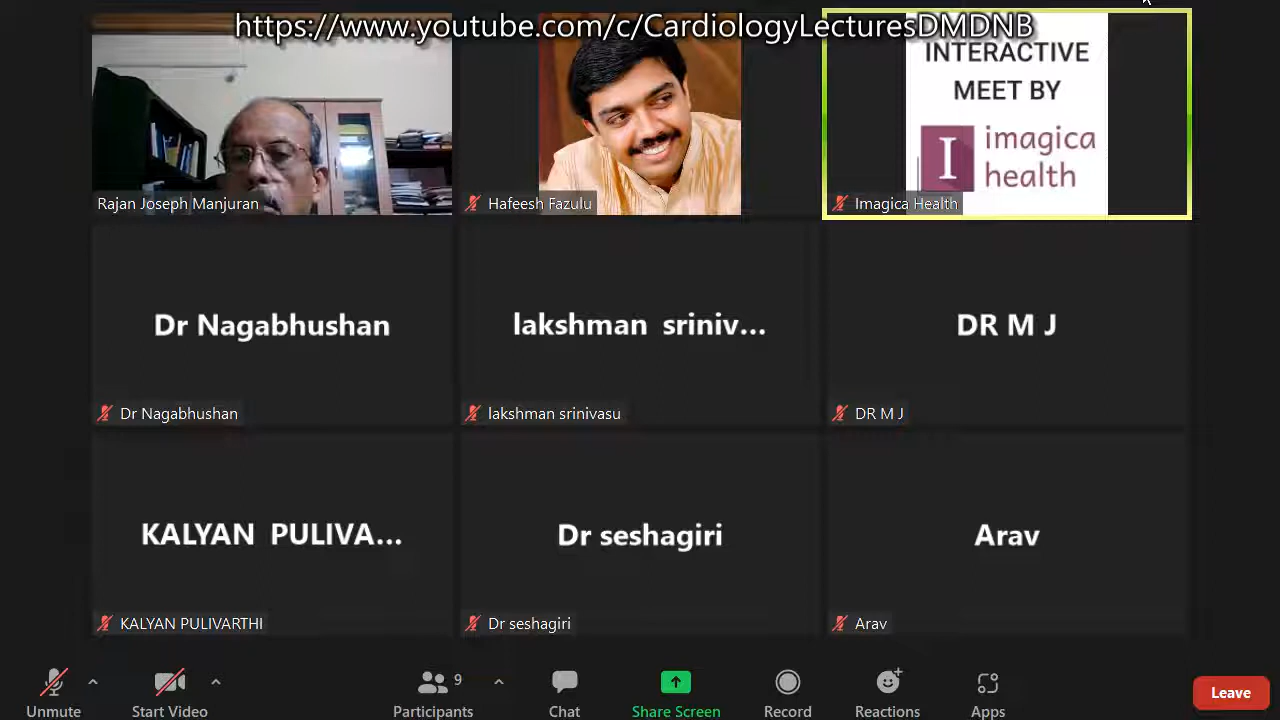 https://www.youtube.com/c/CardiologyLecturesDMDNB
INTERACTIVE
MEET BY
I imagica
health
Rajan Joseph Manjuran
Hafeesh Fazulu
Imagica Health
Dr Nagabhushan
lakshman sriniv...
DR M J
Dr Nagabhushan
lakshman srinivasu
DR M J
KALYAN PULIVA...
Dr seshagiri
Arav
KALYAN PULIVARTHI
Dr seshagiri
Arav
9
Unmute
Start Video
Participants
Chat
Share Screen
Record
Reactions
Apps
Leave